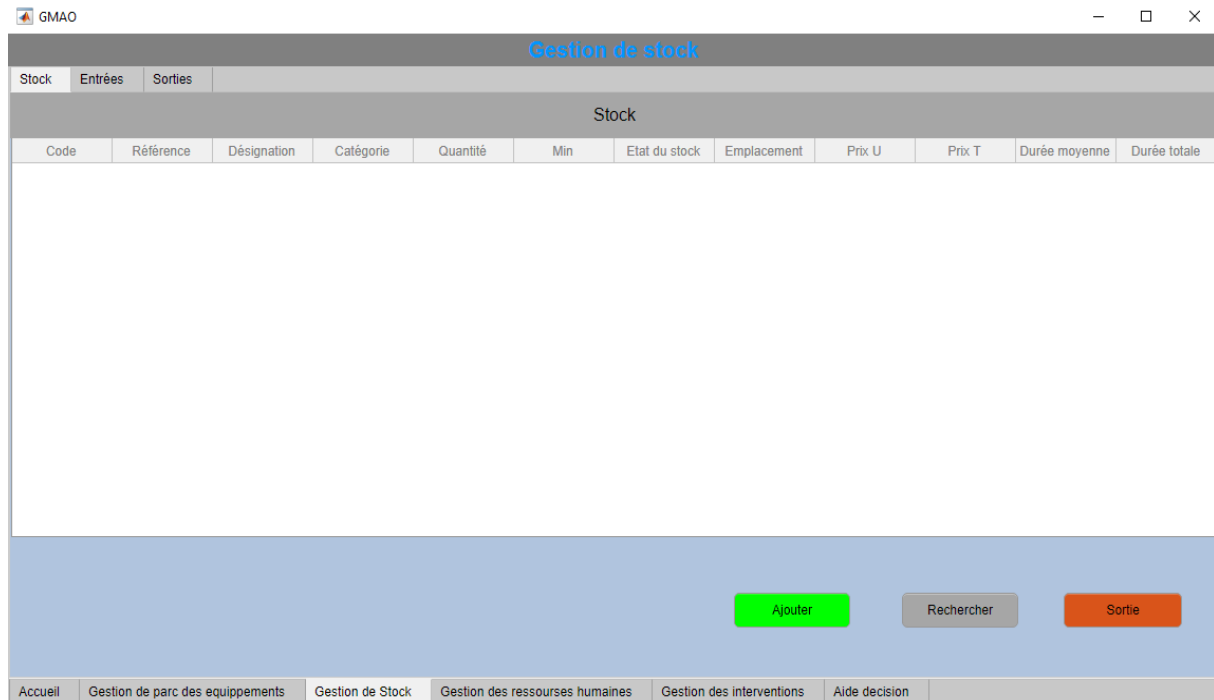 GMAO
Gestion de stock
Stock Entrées Sorties
Stock
Code Référence Désignation Catégorie Quantité Min Etat du stock Emplacement Prix U Prix T Durée moyenne Durée totale
Ajouter Rechercher Sortie
Accueil Gestion de parc des equippements Gestion de Stock Gestion des ressourses humaines Gestion des interventions Aide decision